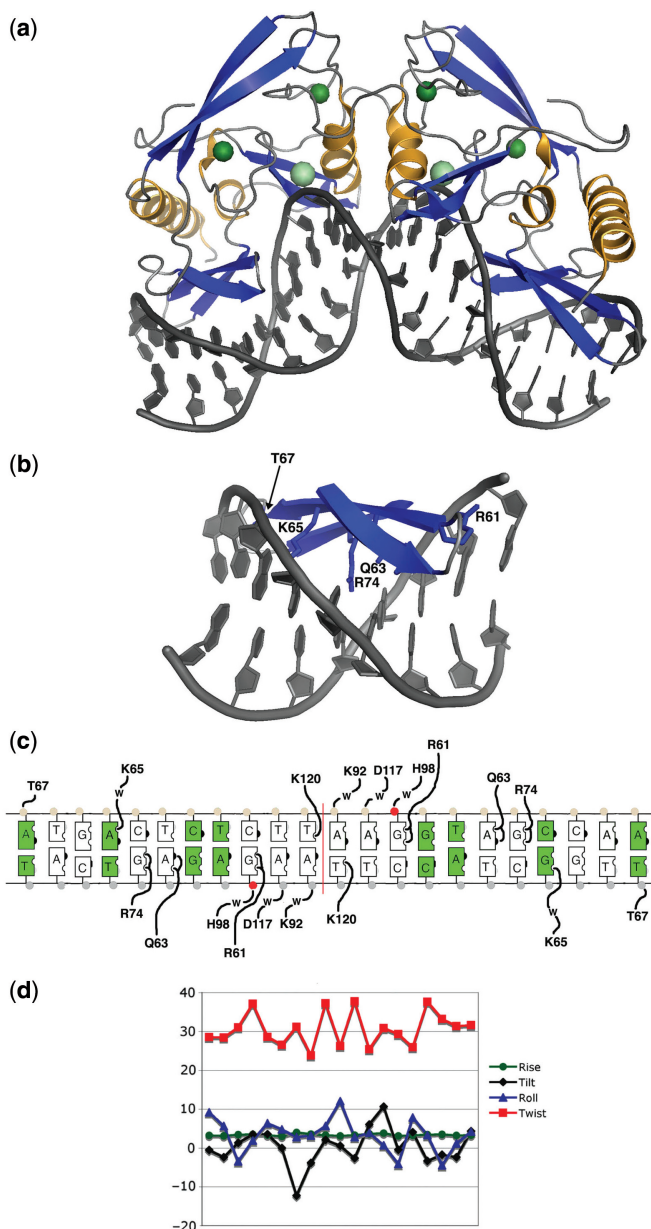 (a)
(b)
T67
K65
R61
Q63
R74
(c)
R61
K65
K92 D117 H98
T67
W
K120
W W W
Q63
R74
A T G A C T C T C T T A A G G T A G C C A A
T A C T G A G A G A A T T C C A T C G G T T
R74
W W W
W
Q63
H98 D117 K92
K120
T67
R61
K65
(d)
40
30
20
10
0
−10
−20
Rise
Tilt
Roll
Twist